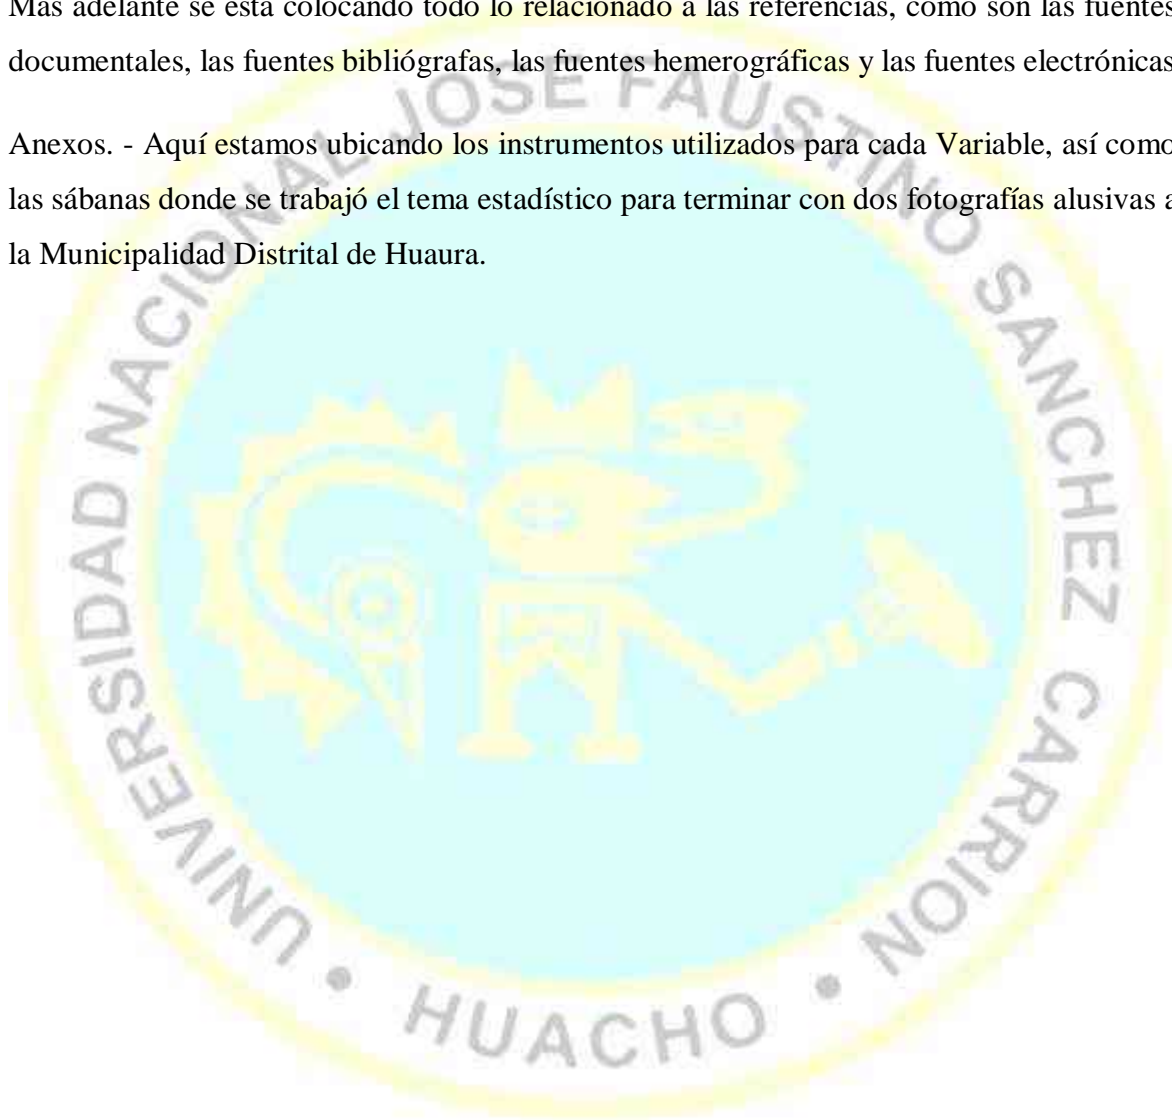 Más adelante se está colocando todo lo relacionado a las referencias, como son las fuentes
documentales, las fuentes bibliógrafas, las fuentes hemerográficas y las fuentes electrónicas
Anexos. - Aquí estamos ubicando los instrumentos utilizados para cada Variable, así como
las sábanas donde se trabajó el tema estadístico para terminar con dos fotografías alusivas a
la Municipalidad Distrital de Huaura.
UNIVERSIDAD NACIONAL JOSE FAUSTINO SANCHEZ CARRION • HUACHO •